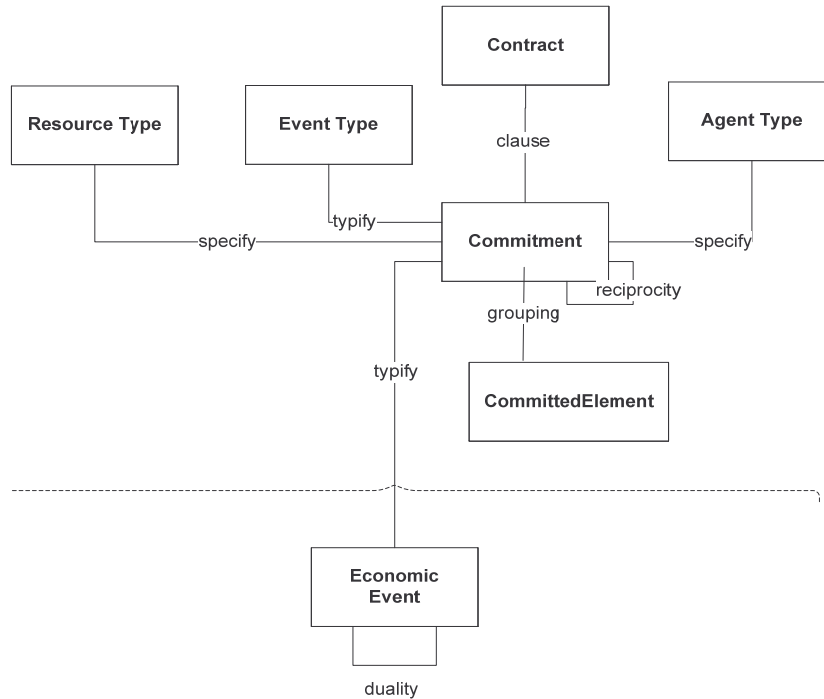 Contract
Resource Type
Event Type
Agent Type
clause
typify
Commitment
specify
specify
reciprocity
grouping
typify
CommittedElement
Economic
Event
duality